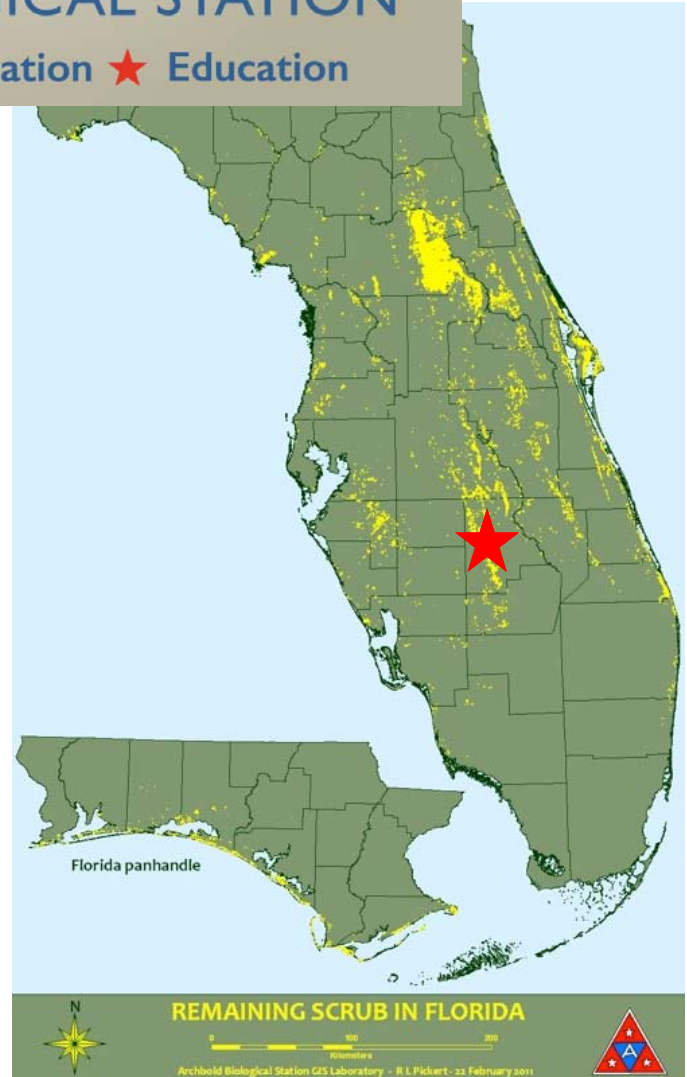 ICAL STATION
ation ★ Education
Florida panhandle
N
REMAINING SCRUB IN FLORIDA
0 100 200
Kilometers
Archbold Biological Station GIS Laboratory - R L Pickert - 22 February 2011
A